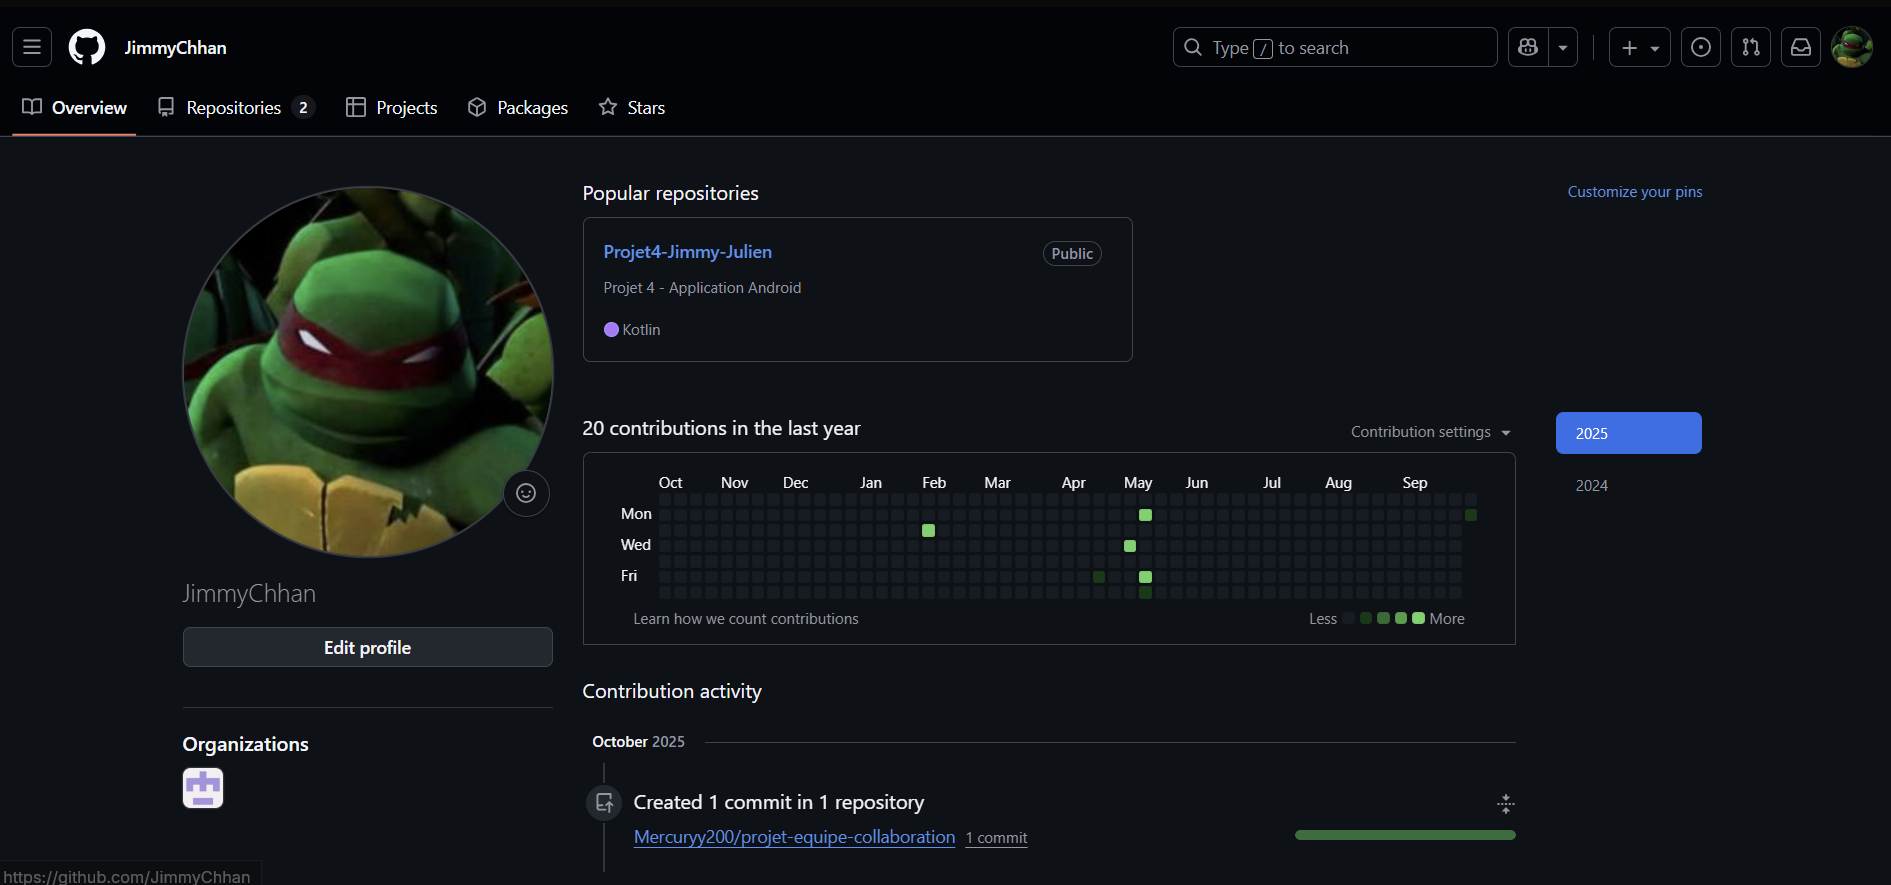 JimmyChhan
Type / to search
Overview
Repositories 2
Projects
Packages
Stars
Popular repositories
Customize your pins
Projet4-Jimmy-Julien
Public
Projet 4 - Application Android
Kotlin
20 contributions in the last year
Contribution settings
2025
2024
Oct Nov Dec Jan Feb Mar Apr May Jun Jul Aug Sep
Mon
Wed
Fri
Learn how we count contributions
Less More
JimmyChhan
Edit profile
Organizations
Contribution activity
October 2025
Created 1 commit in 1 repository
Mercuryy200/projet-equipe-collaboration 1 commit
https://github.com/JimmyChhan